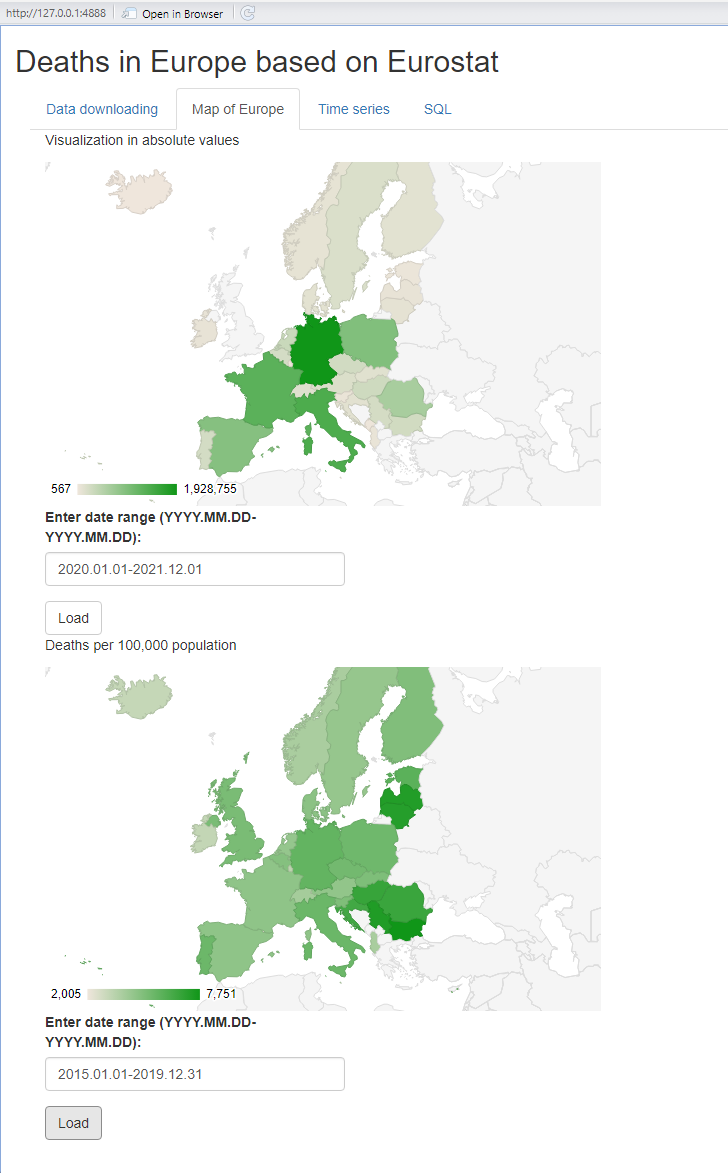 http://127.0.0.1:4888 Open in Browser
Deaths in Europe based on Eurostat
Data downloading Map of Europe Time series SQL
Visualization in absolute values
567 1,928,755
Enter date range (YYYY.MM.DD-
YYYY.MM.DD):
2020.01.01-2021.12.01
Load
Deaths per 100,000 population
2,005 7,751
Enter date range (YYYY.MM.DD-
YYYY.MM.DD):
2015.01.01-2019.12.31
Load